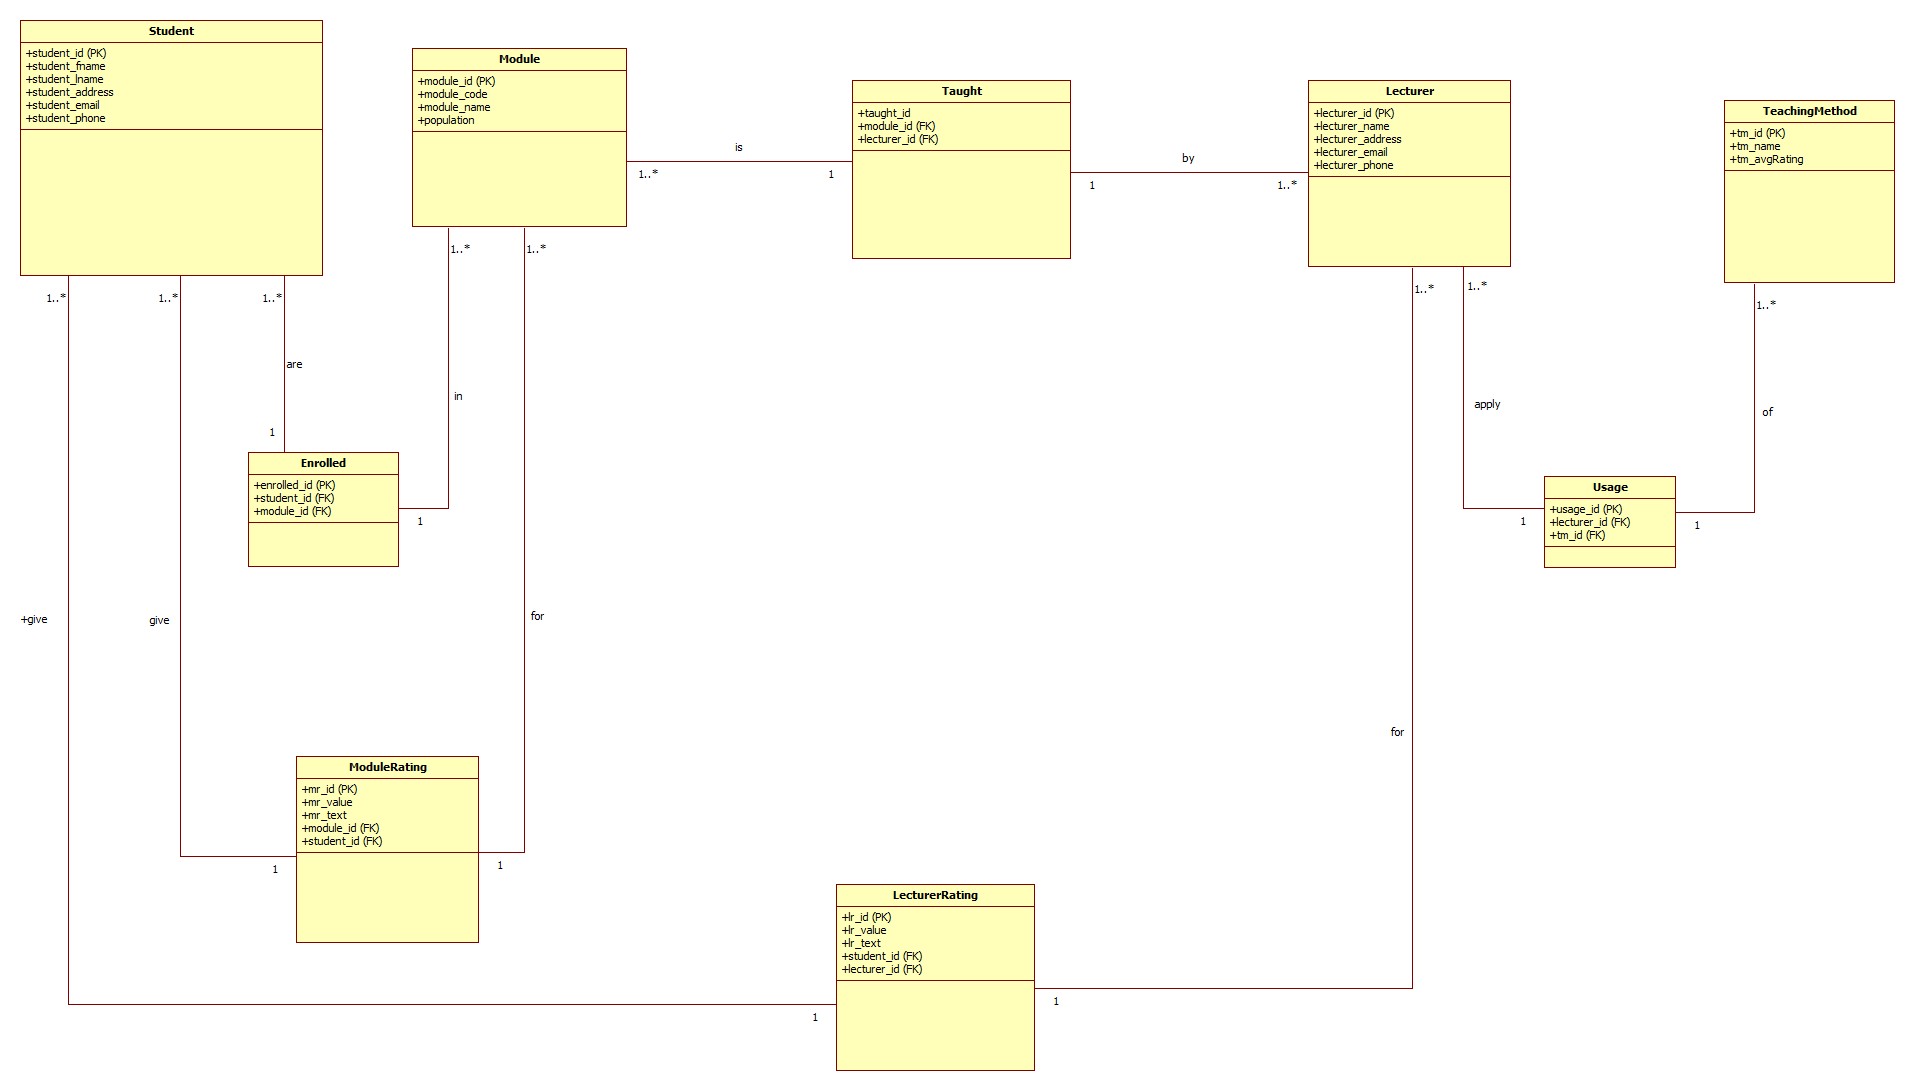 Student
+student_id (PK)
+student_fname
+student_lname
+student_address
+student_email
+student_phone
Module
+module_id (PK)
+module_code
+module_name
+population
Taught
+taught_id
+module_id (FK)
+lecturer_id (FK)
Lecturer
+lecturer_id (PK)
+lecturer_name
+lecturer_address
+lecturer_email
+lecturer_phone
TeachingMethod
+tm_id (PK)
+tm_name
+tm_avgRating
is
1..*
1
by
1
1..*
1..*
1..*
1..*
1..*
1..*
1..*
1..*
1..*
are
in
apply
of
1
Enrolled
+enrolled_id (PK)
+student_id (FK)
+module_id (FK)
1
Usage
+usage_id (PK)
+lecturer_id (FK)
+tm_id (FK)
1
1
+give
give
for
for
ModuleRating
+mr_id (PK)
+mr_value
+mr_text
+module_id (FK)
+student_id (FK)
1
1
LecturerRating
+lr_id (PK)
+lr_value
+lr_text
+student_id (FK)
+lecturer_id (FK)
1
1